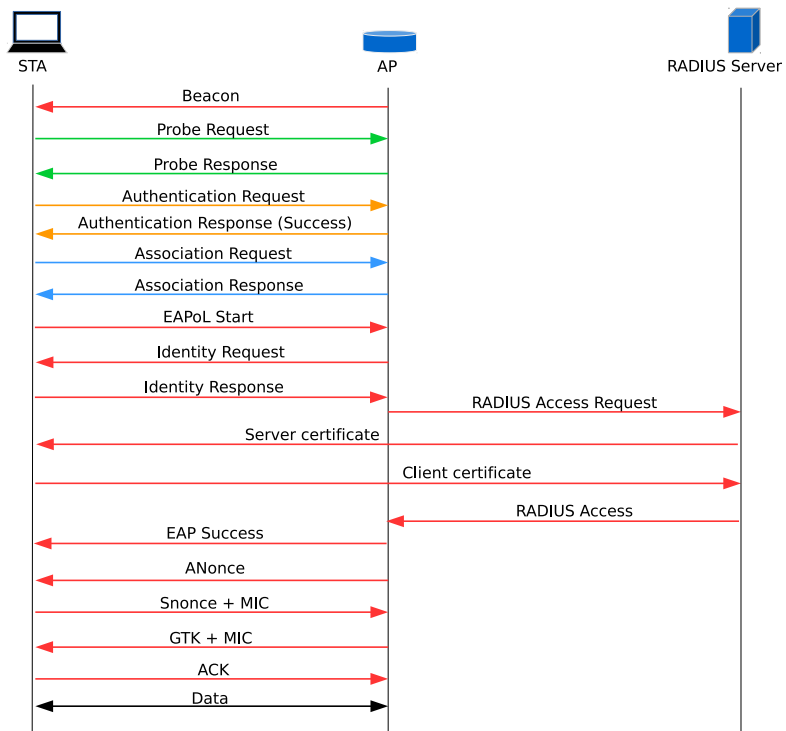 STA
AP
RADIUS Server
Beacon
Probe Request
Probe Response
Authentication Request
Authentication Response (Success)
Association Request
Association Response
EAPoL Start
Identity Request
Identity Response
RADIUS Access Request
Server certificate
Client certificate
RADIUS Access
EAP Success
ANonce
Snonce + MIC
GTK + MIC
ACK
Data